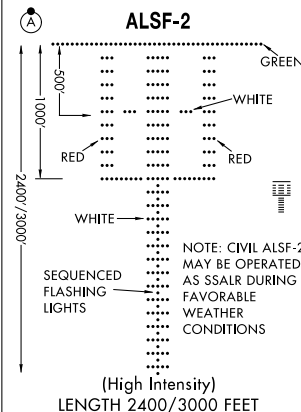 A
ALSF-2
GREEN
500'
1000'
WHITE
RED
RED
2400'/3000'
WHITE
SEQUENCED
FLASHING
LIGHTS
NOTE: CIVIL ALSF-2
MAY BE OPERATED
AS SSALR DURING
FAVORABLE
WEATHER
CONDITIONS
(High Intensity)
LENGTH 2400/3000 FEET